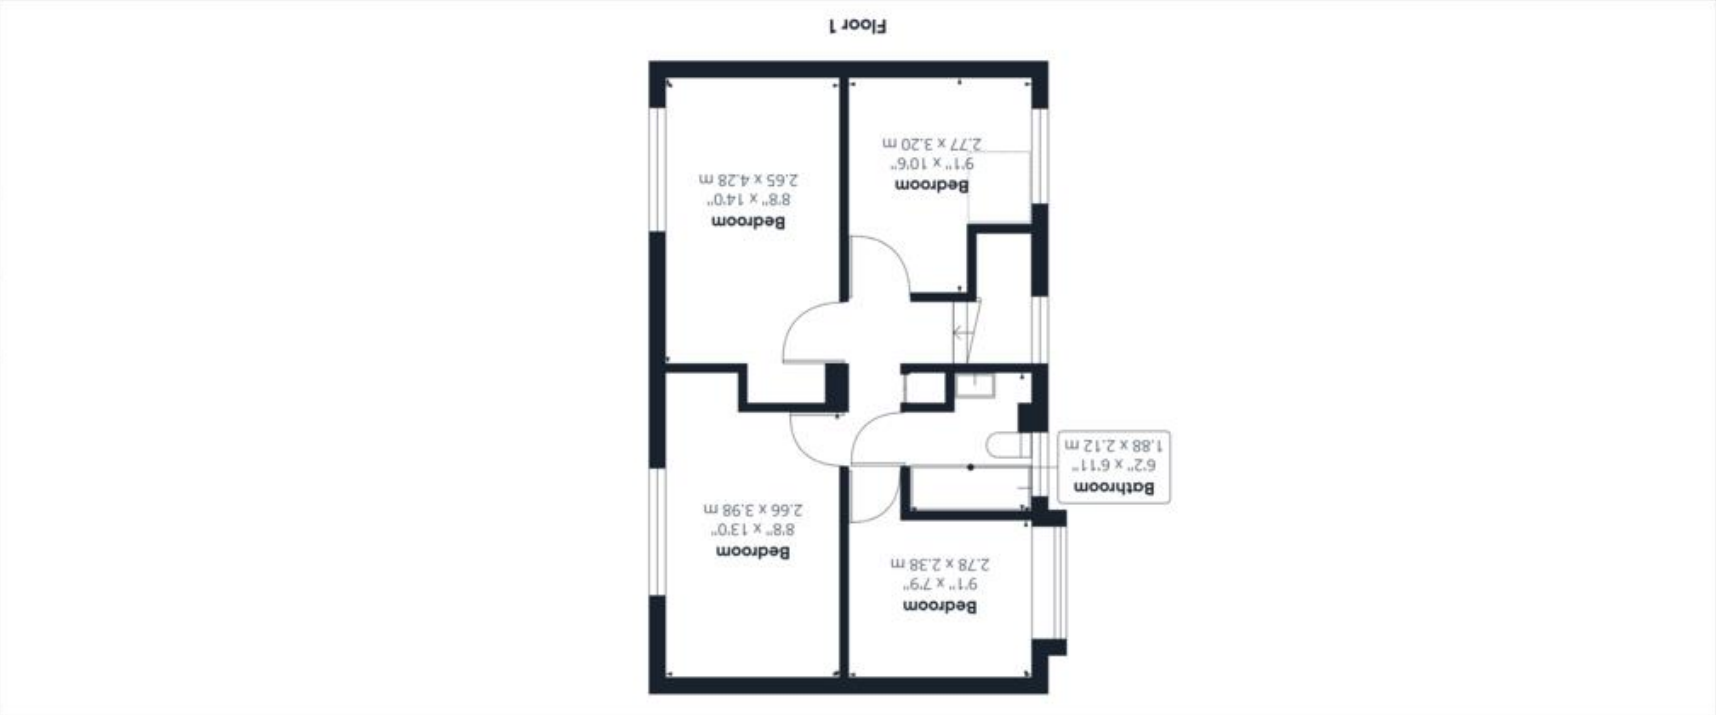 Bedroom
9'1" x 7'9"
2.78 x 2.38 m
Bedroom
8'8" x 13'0"
2.66 x 3.98 m
Bathroom
6'2" x 6'11"
1.88 x 2.12 m
Bedroom
8'8" x 14'0"
2.65 x 4.28 m
Bedroom
9'1" x 10'6"
2.77 x 3.20 m
Floor 1